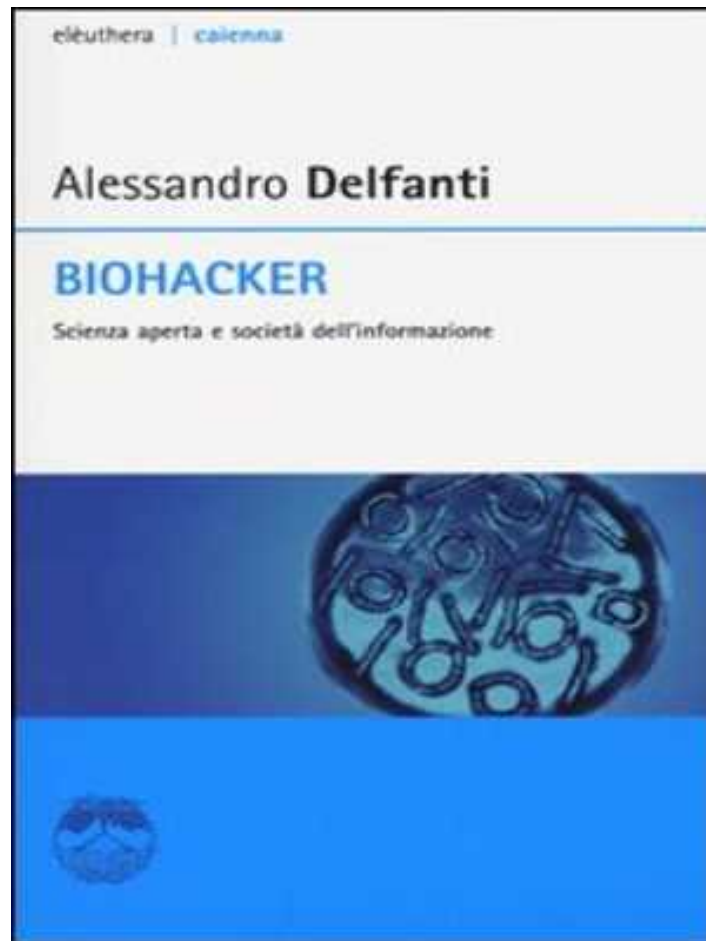 elèuthera | caienna
Alessandro Delfanti
BIOHACKER
Scienza aperta e società dell'informazione